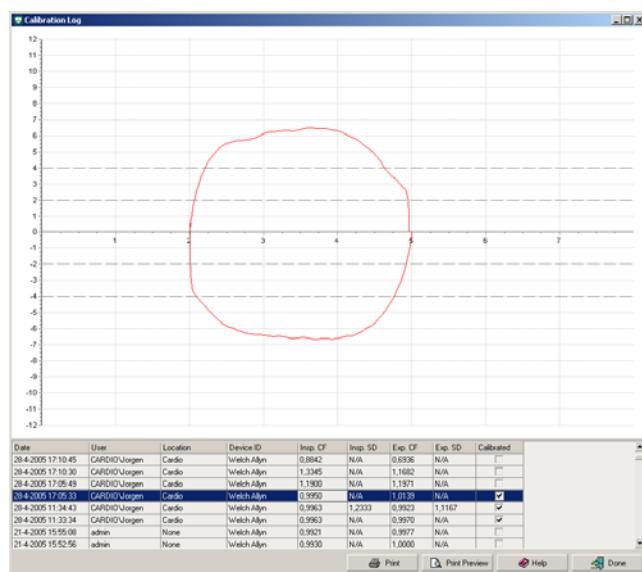 Calibration Log
12
11
10
9
8
7
6
5
4
3
2
1
0
1 2 3 4 5 6 7
-1
-2
-3
-4
-5
-6
-7
-8
-9
-10
-11
-12
Date User Location Device ID Insp. CF Insp. SD Exp. CF Exp. SD Calibrated
28-4-2005 17:10:45 CARDIO\Jorgen Cardio Welch Allyn 0,8842 N/A 0,6936 N/A
28-4-2005 17:10:30 CARDIO\Jorgen Cardio Welch Allyn 1,3345 N/A 1,1682 N/A
28-4-2005 17:05:49 CARDIO\Jorgen Cardio Welch Allyn 1,1900 N/A 1,1971 N/A
28-4-2005 17:05:33 CARDIO\Jorgen Cardio Welch Allyn 0,9950 N/A 1,0139 N/A
28-4-2005 11:34:43 CARDIO\Jorgen Cardio Welch Allyn 0,9963 1,2333 0,9923 1,1167
28-4-2005 11:33:34 CARDIO\Jorgen Cardio Welch Allyn 0,9963 N/A 0,9970 N/A
21-4-2005 15:55:08 admin None Welch Allyn 0,9921 N/A 0,9977 N/A
21-4-2005 15:52:56 admin None Welch Allyn 0,9930 N/A 1,0000 N/A
Print Print Preview Help Done